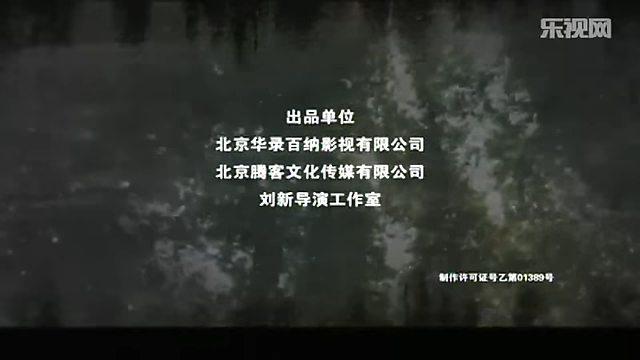 乐视网
出品单位
北京华录百纳影视有限公司
北京腾客文化传媒有限公司
刘新导演工作室
制作许可证号乙第01389号